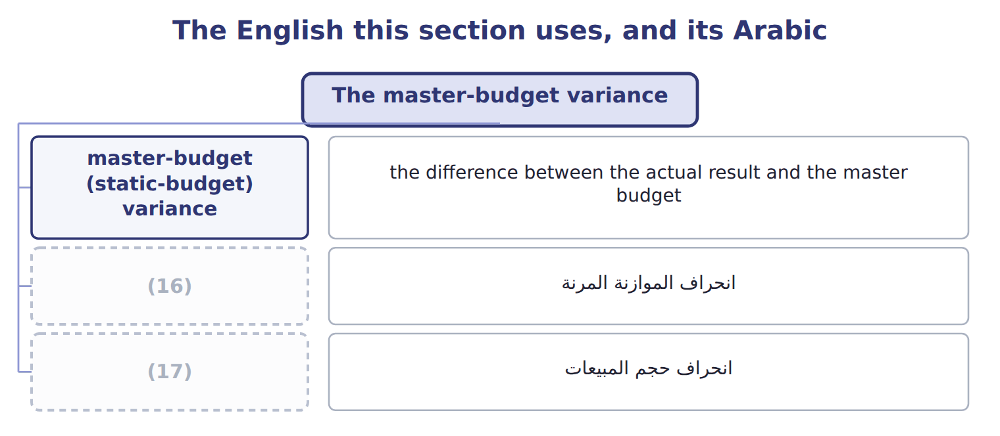 The English this section uses, and its Arabic
The master-budget variance
master-budget
(static-budget)
variance
the difference between the actual result and the master
budget
(16)
انحراف الموازنة المرنة
(17)
انحراف حجم المبيعات